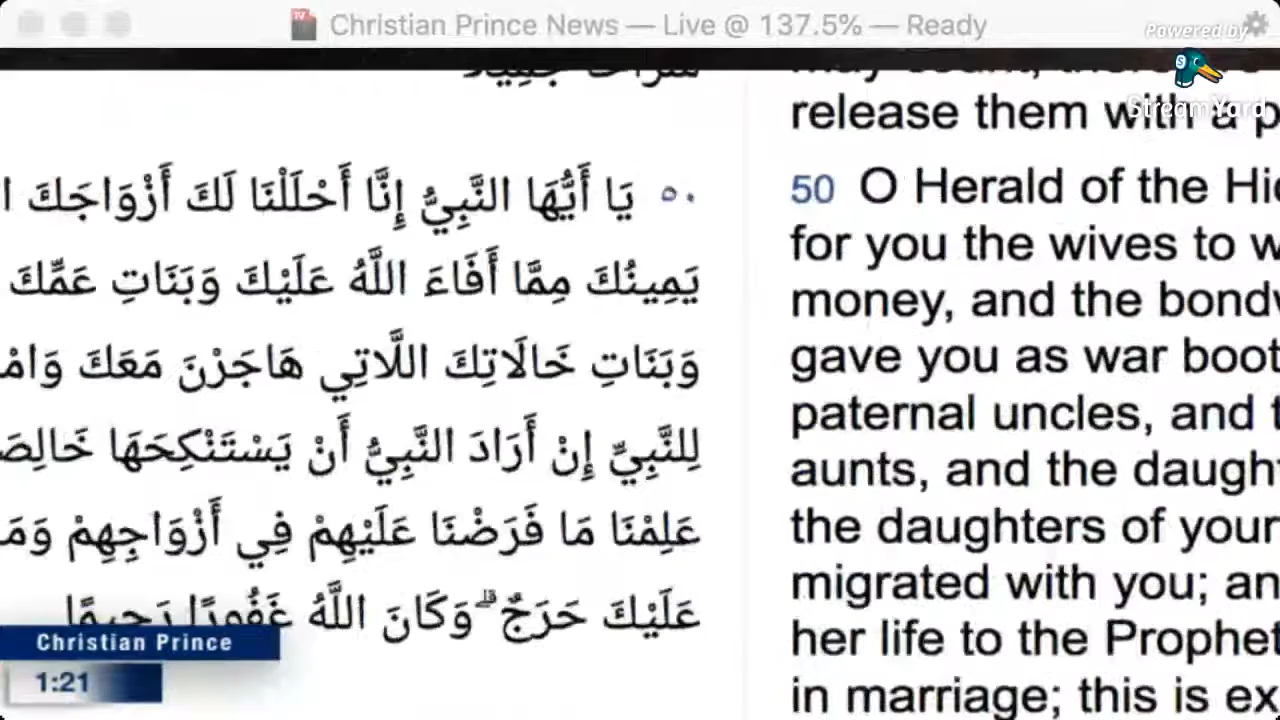 Christian Prince News — Live @ 137.5% — Ready
Powered by
StreamYard
يَا أَيُّهَا النَّبِيُّ إِنَّا أَحْلَلْنَا لَكَ أَزْوَاجَكَ ٥٠
يَمِينُكَ مِمَّا أَفَاءَ اللَّهُ عَلَيْكَ وَبَنَاتِ عَمِّكَ
وَبَنَاتِ خَالَاتِكَ اللَّاتِي هَاجَرْنَ مَعَكَ
لِلنَّبِيِّ إِنْ أَرَادَ النَّبِيُّ أَنْ يَسْتَنْكِحَهَا
عَلِمْنَا مَا فَرَضْنَا عَلَيْهِمْ فِي أَزْوَاجِهِمْ
عَلَيْكَ حَرَجٌ ۗ وَكَانَ اللَّهُ غَفُورًا رَحِيمًا
release them with a
50 O Herald of the
for you the wives to
money, and the
gave you as war
paternal uncles, and
aunts, and the
the daughters of your
migrated with you;
her life to the Prophet
in marriage; this is
Christian Prince
1:21